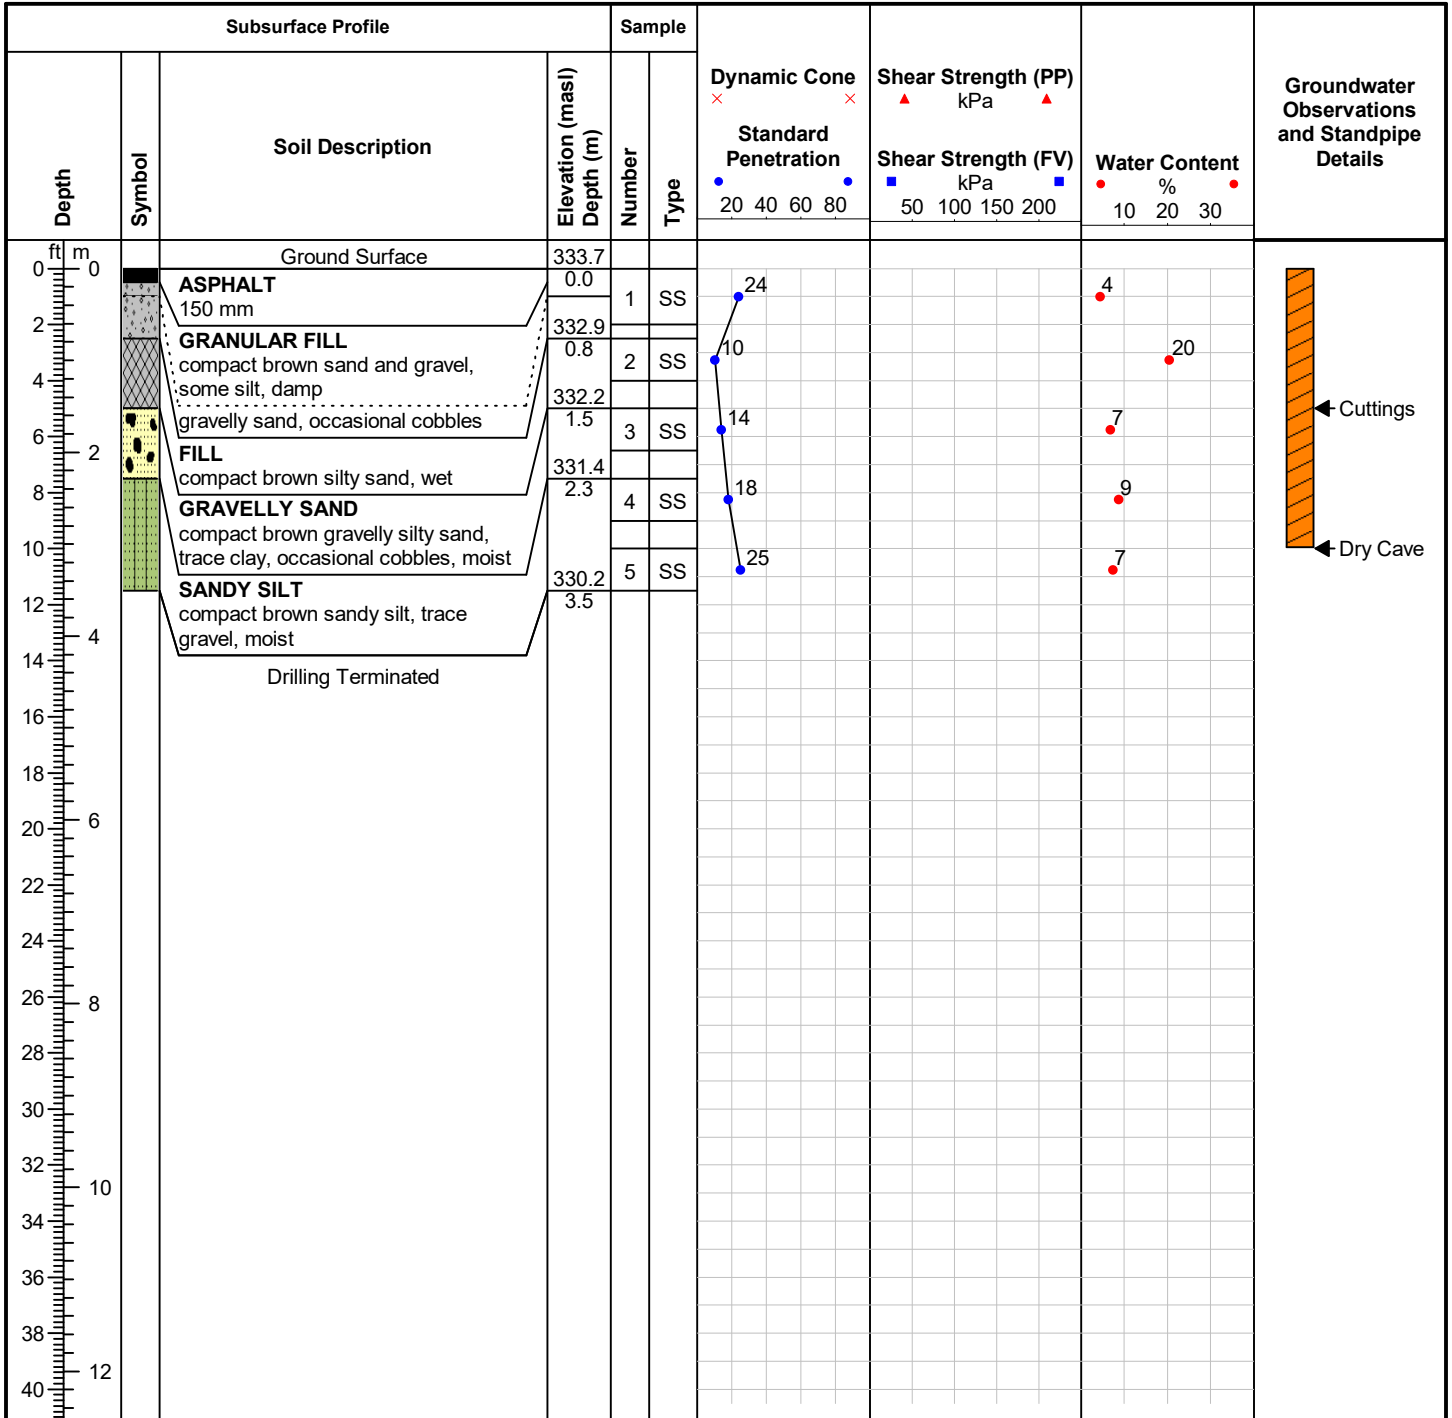 Subsurface Profile
Sample
Depth
Symbol
Soil Description
Elevation (masl)
Depth (m)
Number
Type
Dynamic Cone
Standard
Penetration
20 40 60 80
Shear Strength (PP)
kPa
Shear Strength (FV)
kPa
50 100 150 200
Water Content
%
10 20 30
Groundwater
Observations
and Standpipe
Details
ft m
Ground Surface
333.7
0 0
0.0
ASPHALT
150 mm
1 SS
24
4
2
332.9
0.8
GRANULAR FILL
compact brown sand and gravel,
some silt, damp
2 SS
10
20
4
332.2
1.5
gravelly sand, occasional cobbles
Cuttings
6
3 SS
14
7
2
FILL
compact brown silty sand, wet
331.4
2.3
8
4 SS
18
9
GRAVELLY SAND
compact brown gravelly silty sand,
trace clay, occasional cobbles, moist
10
Dry Cave
5 SS
25
7
330.2
3.5
SANDY SILT
compact brown sandy silt, trace
gravel, moist
12
4
14
Drilling Terminated
16
18
20
6
22
24
26
8
28
30
32
10
34
36
38
12
40